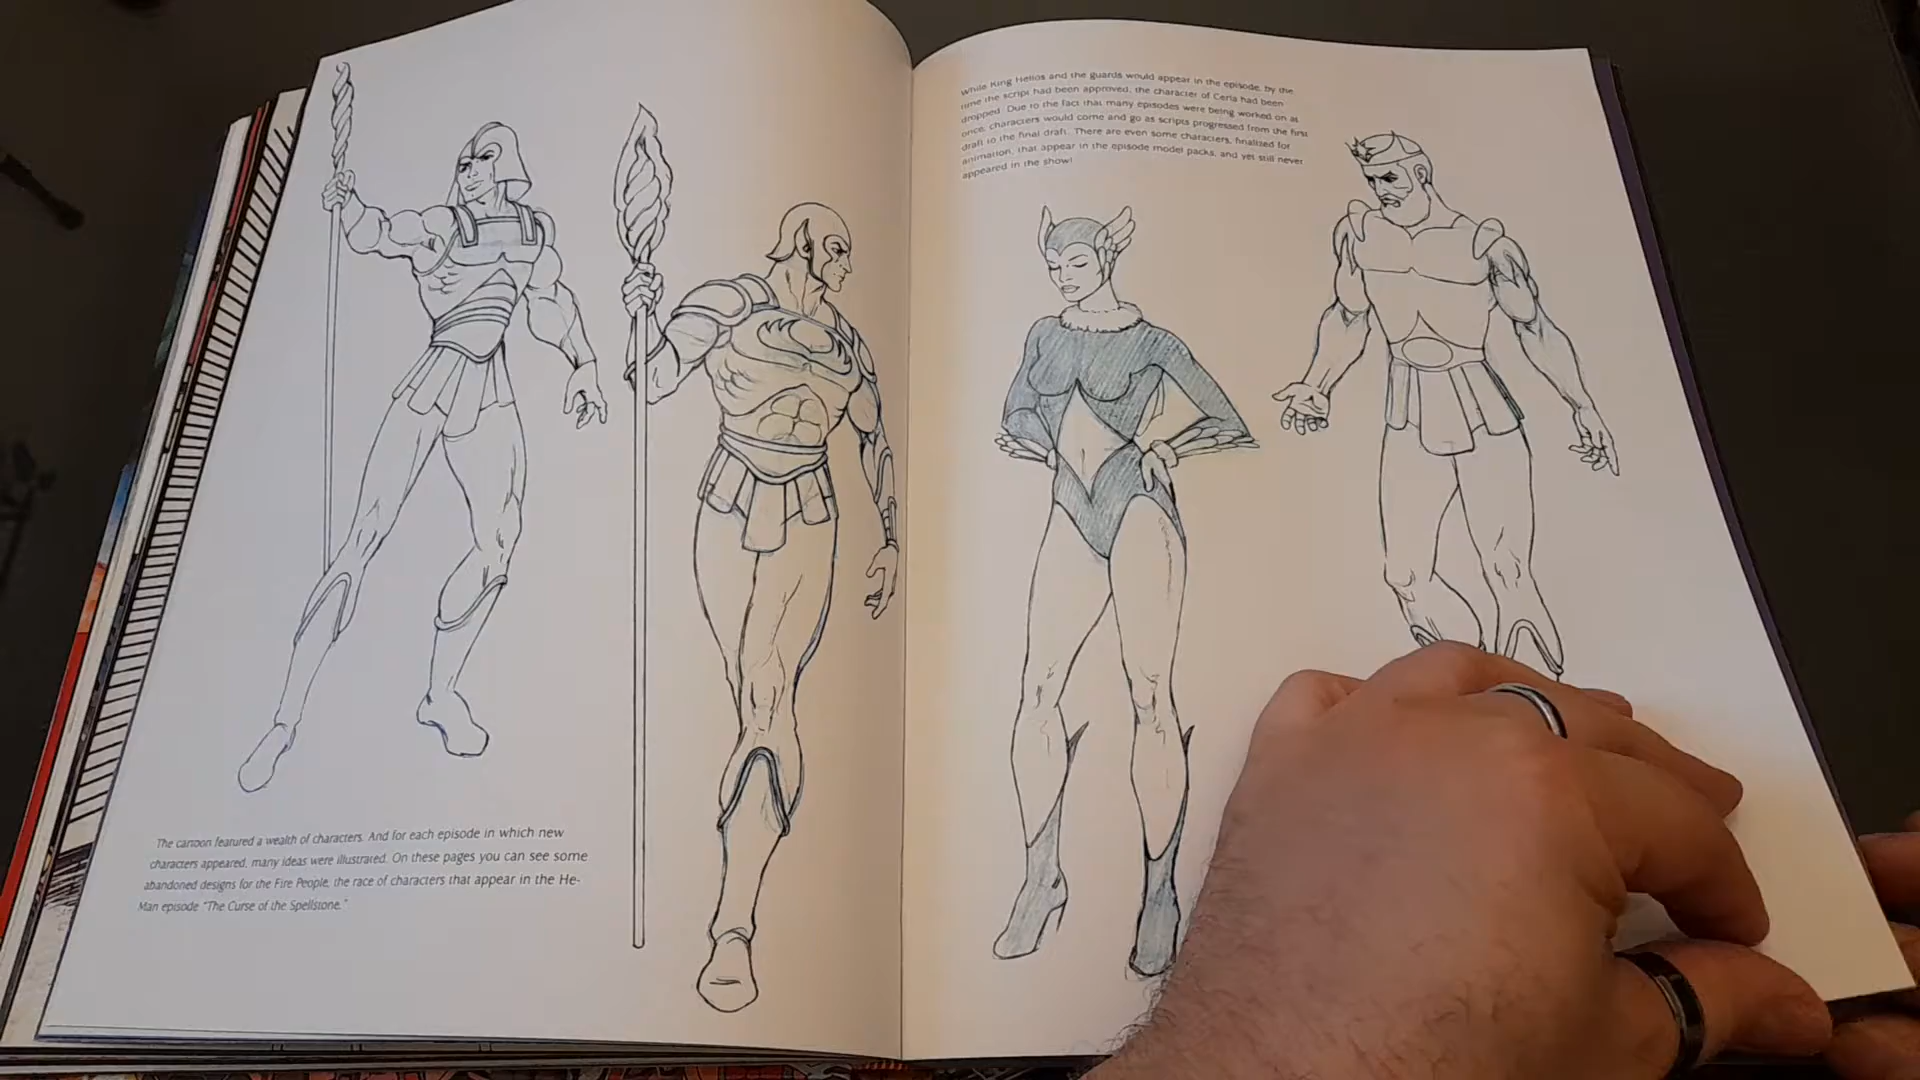 The cartoon featured a wealth of characters. And for each episode in which new
characters appeared, many ideas were illustrated. On these pages you can see some
abandoned designs for the Fire People, the race of characters that appear in the He-
Man episode "The Curse of the Spellstone."
While King Helios and the guards would appear in the episode, by the
time the script had been approved, the character of Ceria had been
dropped. Due to the fact that many episodes were being worked on at
once, characters would come and go as scripts progressed from the first
draft to the final draft. There are even some characters, finalized for
animation, that appear in the episode model packs, and yet still never
appeared in the show!